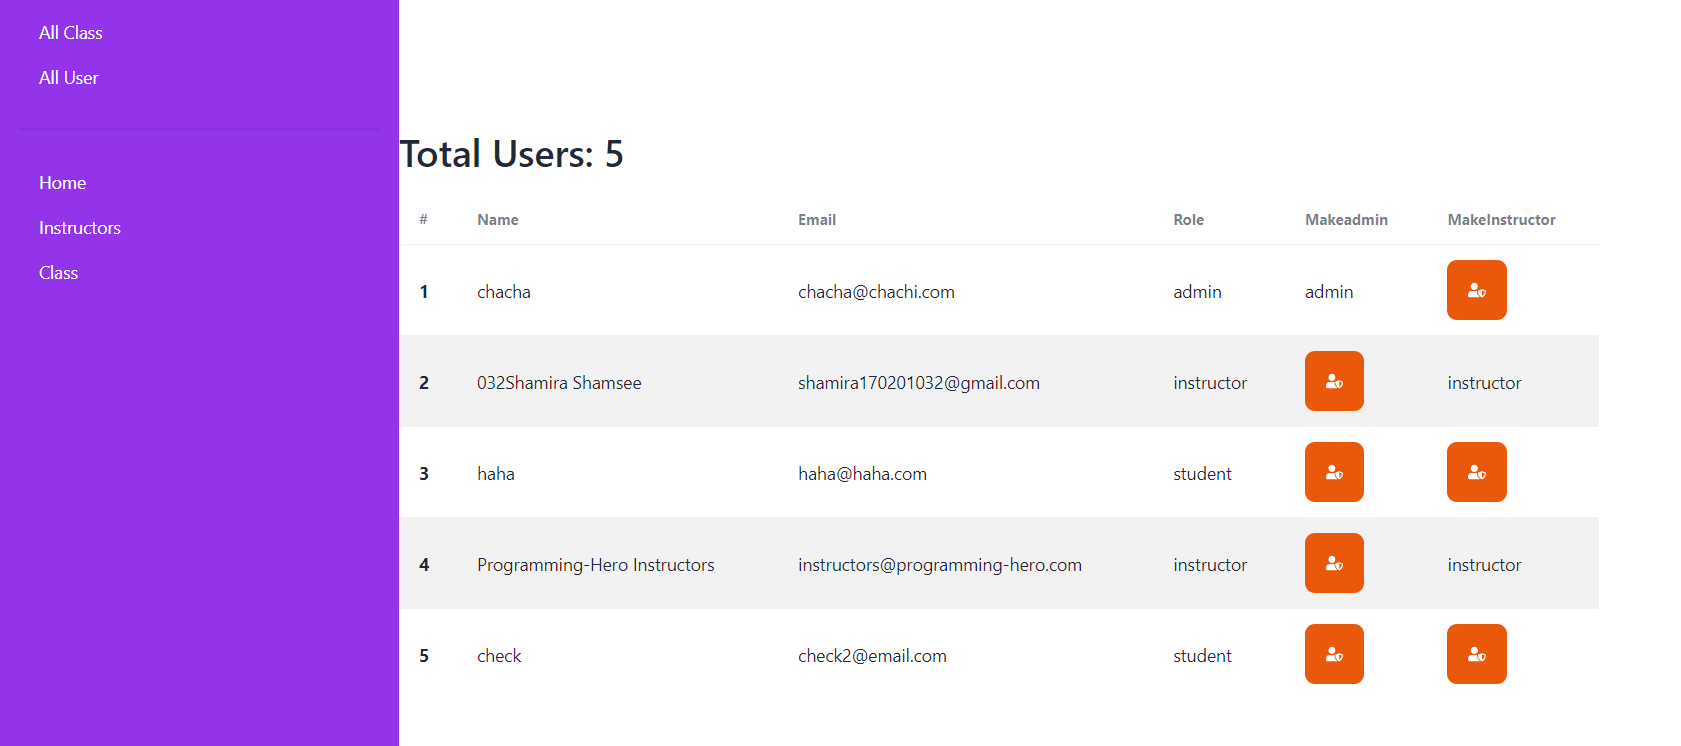 All Class
All User
Home
Instructors
Class
Total Users: 5
# Name Email Role Makeadmin MakeInstructor
1 chacha chacha@chachi.com admin admin
2 032Shamira Shamsee shamira170201032@gmail.com instructor instructor
3 haha haha@haha.com student
4 Programming-Hero Instructors instructors@programming-hero.com instructor instructor
5 check check2@email.com student